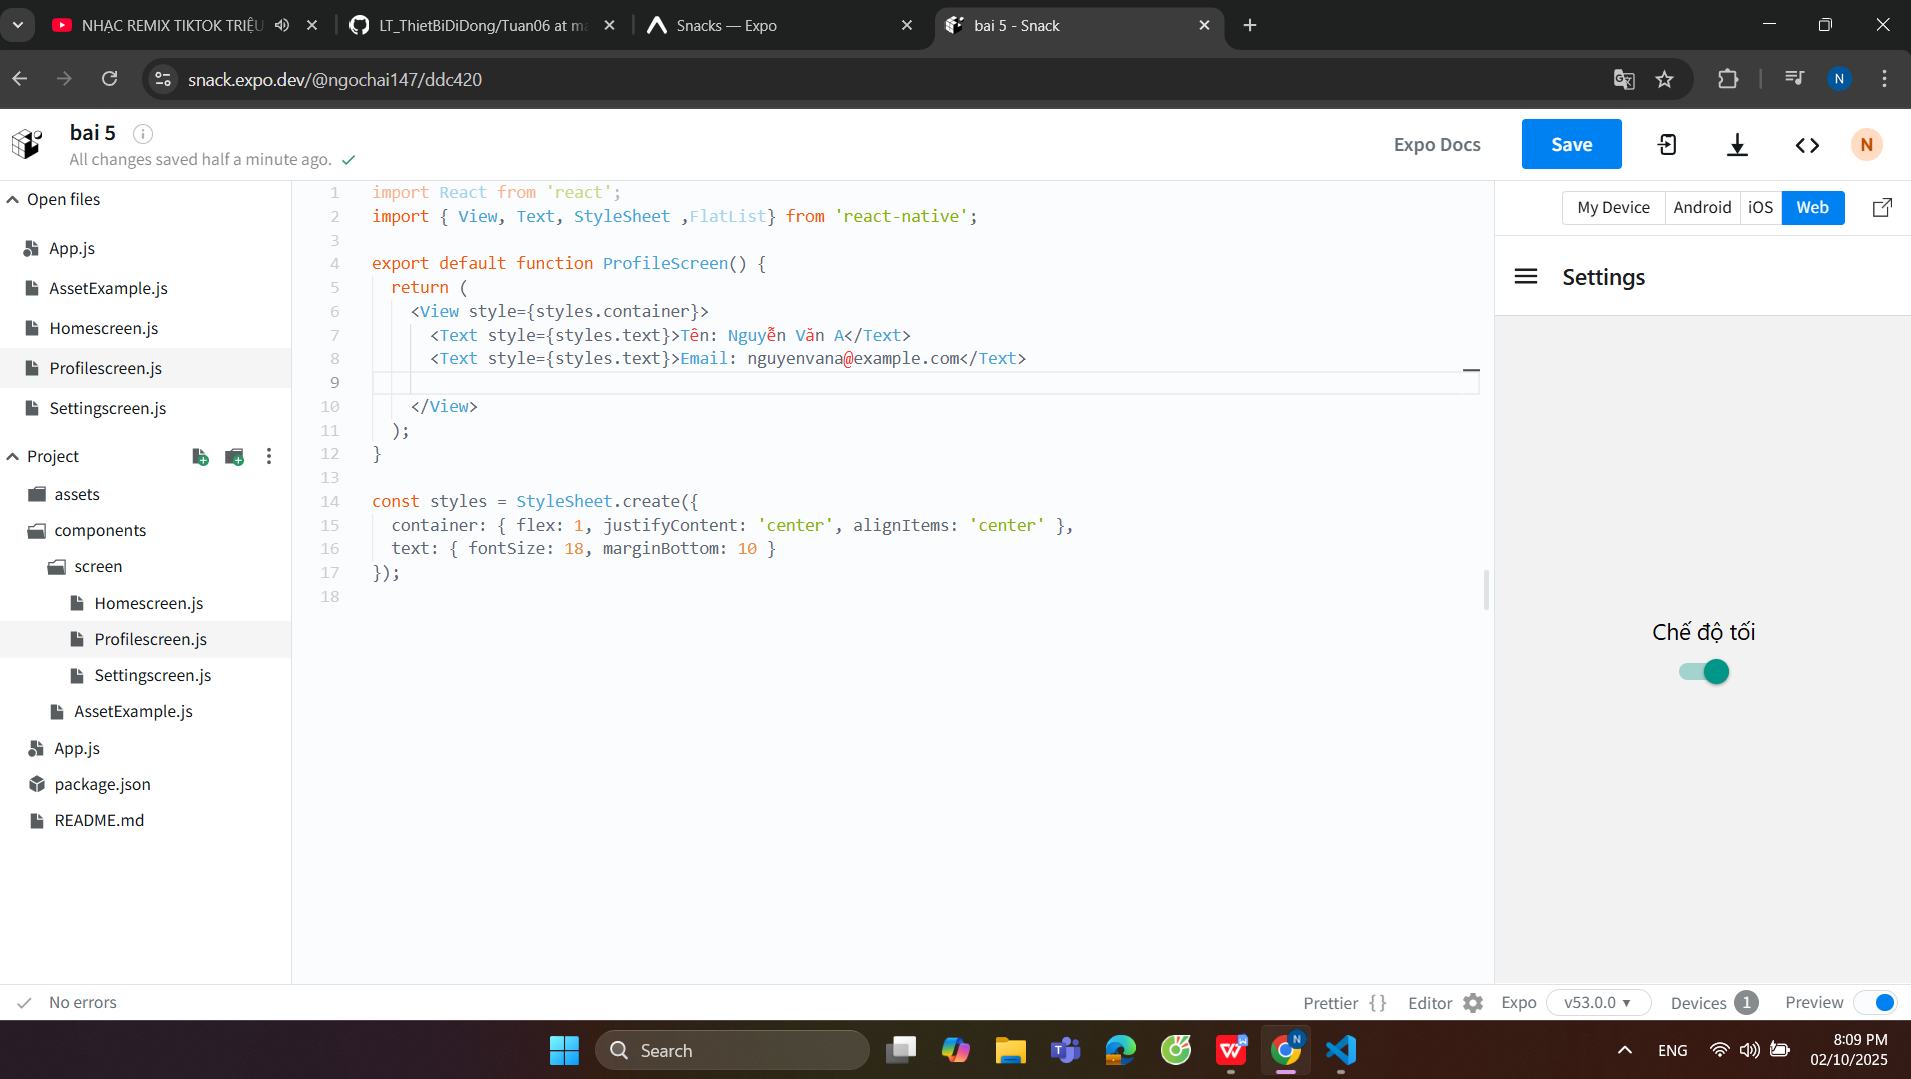 NHẠC REMIX TIKTOK TRIỆU
LT_ThietBiDiDong/Tuan06 at ma
Snacks — Expo
bai 5 - Snack
snack.expo.dev/@ngochai147/ddc420
N
bai 5
All changes saved half a minute ago.
Expo Docs
Save
N
Open files
App.js
AssetExample.js
Homescreen.js
Profilescreen.js
Settingscreen.js
Project
assets
components
screen
Homescreen.js
Profilescreen.js
Settingscreen.js
AssetExample.js
App.js
package.json
README.md
1 import React from 'react';
2 import { View, Text, StyleSheet ,FlatList} from 'react-native';
3
4 export default function ProfileScreen() {
5 return (
6 <View style={styles.container}>
7 <Text style={styles.text}>Tên: Nguyễn Văn A</Text>
8 <Text style={styles.text}>Email: nguyenvana@example.com</Text>
9
10 </View>
11 );
12 }
13
14 const styles = StyleSheet.create({
15 container: { flex: 1, justifyContent: 'center', alignItems: 'center' },
16 text: { fontSize: 18, marginBottom: 10 }
17 });
18
My Device Android iOS Web
Settings
Chế độ tối
No errors
Prettier { } Editor Expo v53.0.0 Devices 1 Preview
Search
N
ENG
8:09 PM
02/10/2025